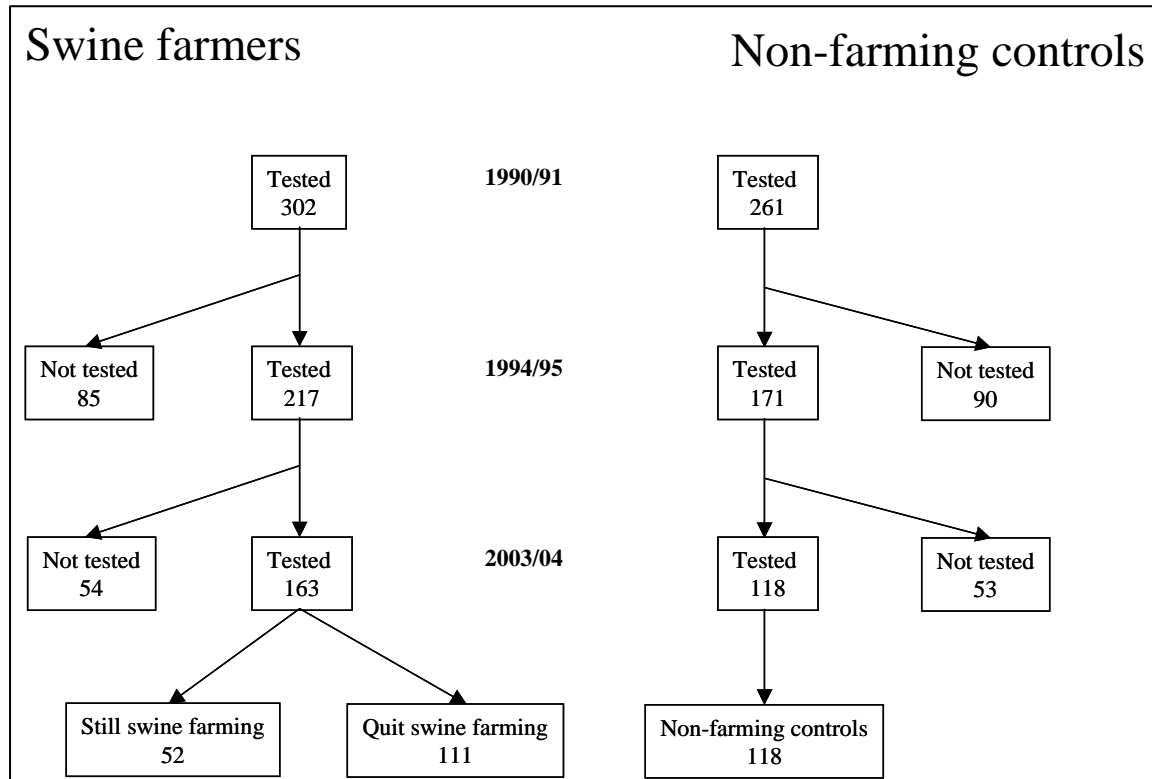 Swine farmers
Non-farming controls
Tested
302
1990/91
Tested
261
Not tested
85
Tested
217
1994/95
Tested
171
Not tested
90
Not tested
54
Tested
163
2003/04
Tested
118
Not tested
53
Still swine farming
52
Quit swine farming
111
Non-farming controls
118